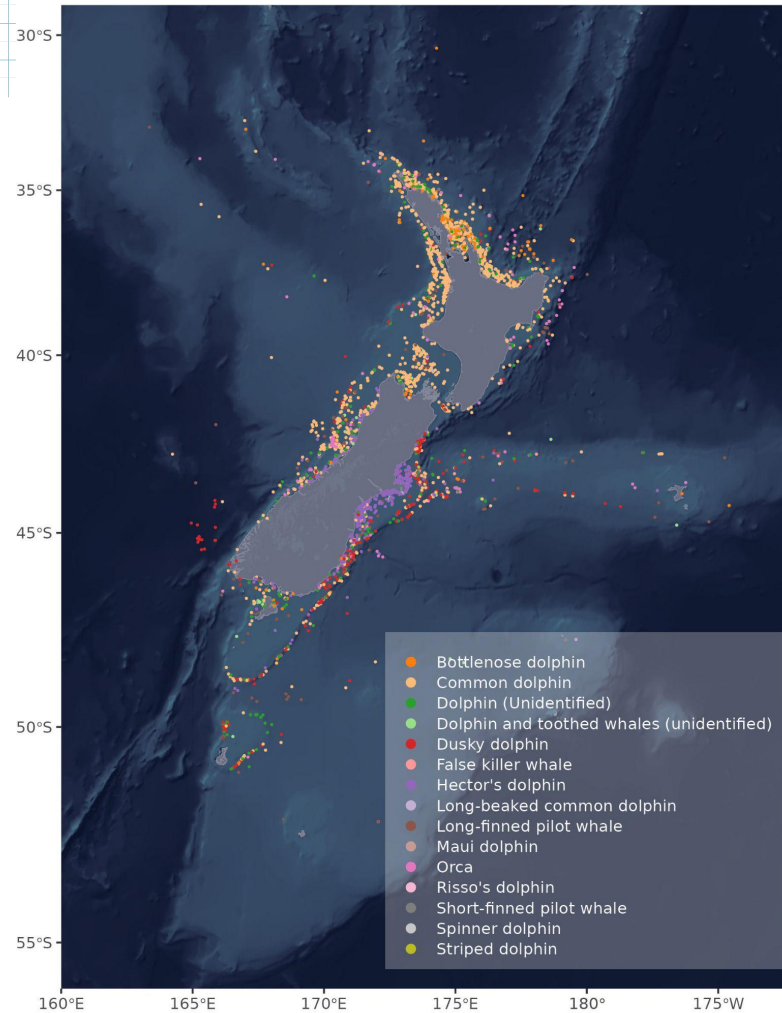 30°S
35°S
40°S
45°S
50°S
55°S
Bottlenose dolphin
Common dolphin
Dolphin (Unidentified)
Dolphin and toothed whales (unidentified)
Dusky dolphin
False killer whale
Hector's dolphin
Long-beaked common dolphin
Long-finned pilot whale
Maui dolphin
Orca
Risso's dolphin
Short-finned pilot whale
Spinner dolphin
Striped dolphin
160°E 165°E 170°E 175°E 180° 175°W